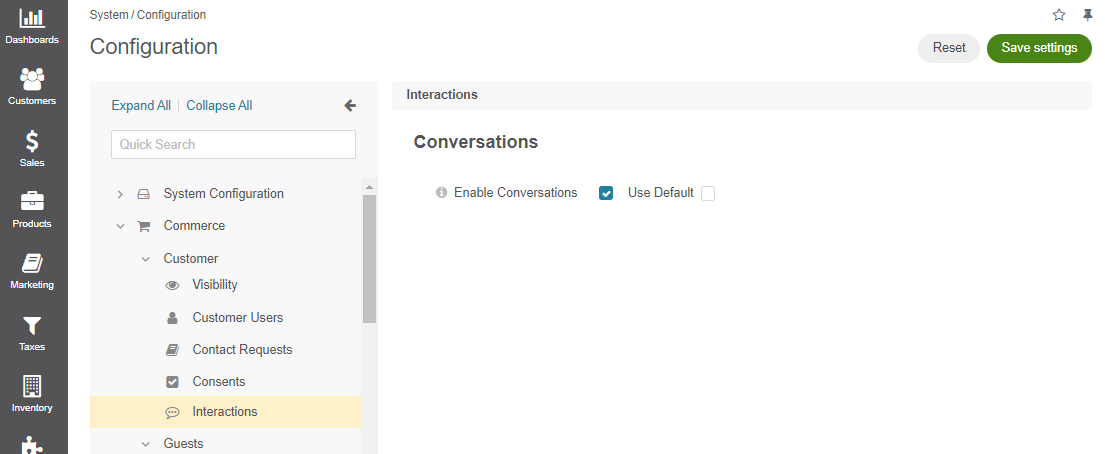 Dashboards
Customers
Sales
Products
Marketing
Taxes
Inventory
System / Configuration
Configuration
Reset
Save settings
Expand All | Collapse All
Quick Search
System Configuration
Commerce
Customer
Visibility
Customer Users
Contact Requests
Consents
Interactions
Guests
Interactions
Conversations
Enable Conversations Use Default